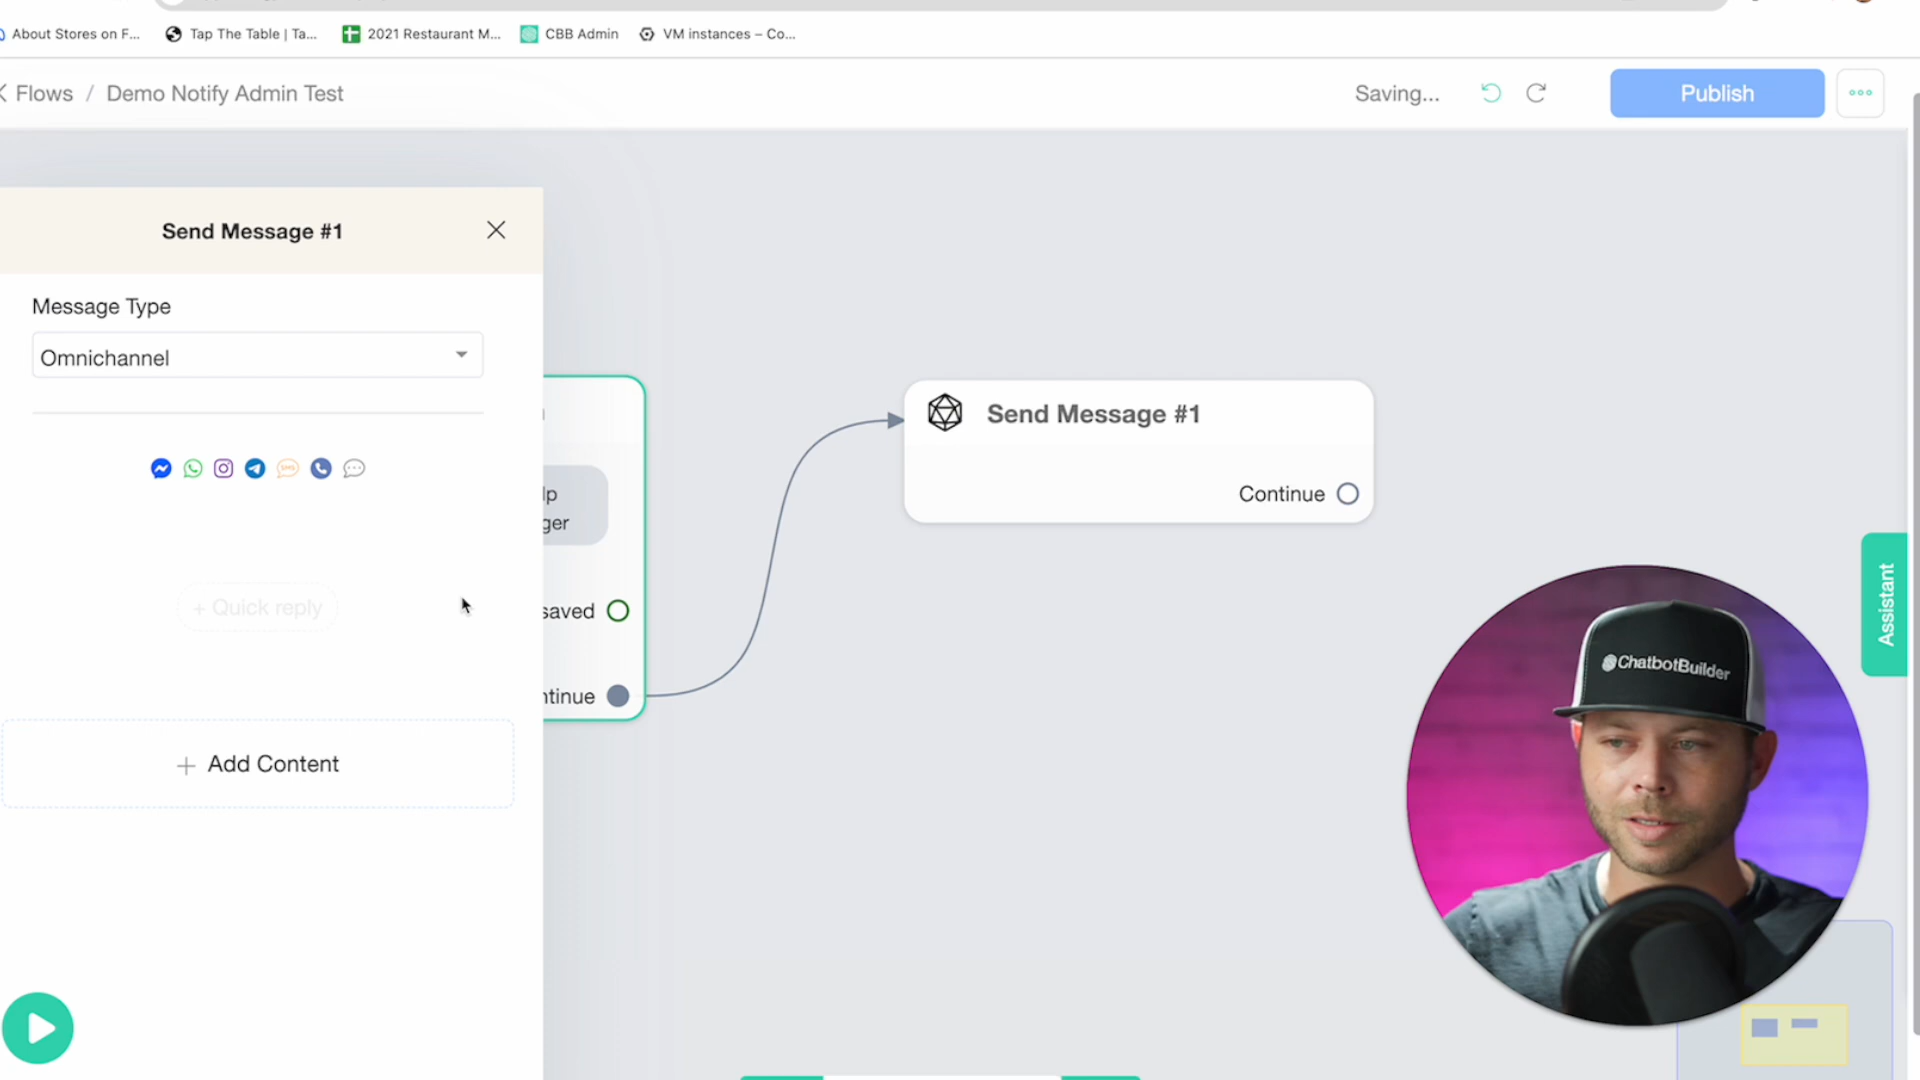 About Stores on F...
Tap The Table | Ta...
2021 Restaurant M...
CBB Admin
VM instances – Co...
Flows / Demo Notify Admin Test
Saving...
Publish
Send Message #1
Message Type
Omnichannel
SMS
+ Quick reply
+ Add Content
lp
ger
saved
ntinue
Send Message #1
Continue
Assistant
ChatbotBuilder